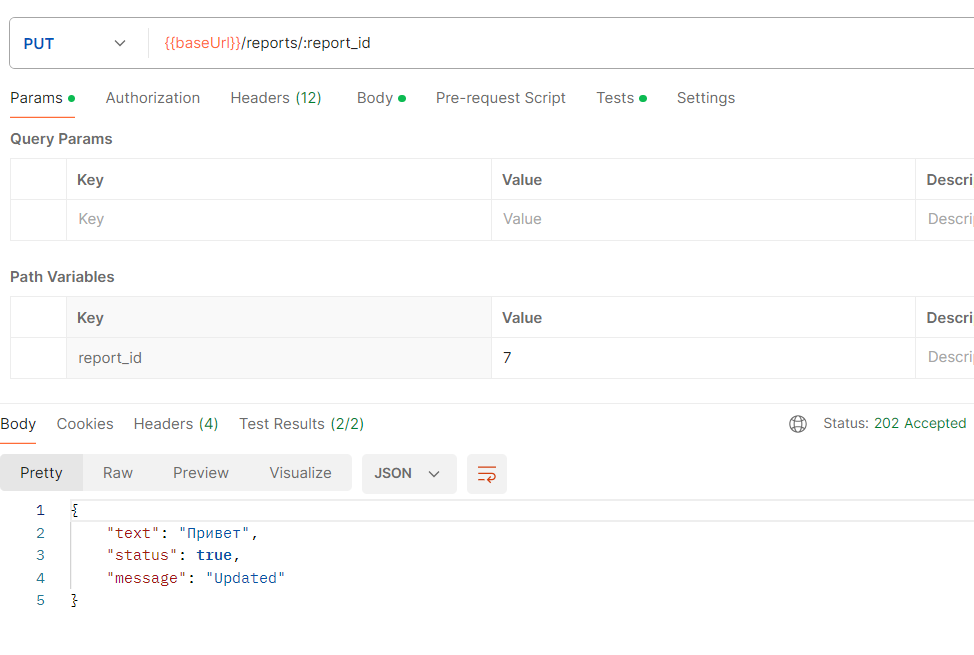 PUT {{baseUrl}}/reports/:report_id
Params Authorization Headers (12) Body Pre-request Script Tests Settings
Query Params
Key Value Descri
Key Value Descrip
Path Variables
Key Value Descri
report_id 7 Descrip
Body Cookies Headers (4) Test Results (2/2) Status: 202 Accepted
Pretty Raw Preview Visualize JSON
1 {
2 "text": "Привет",
3 "status": true,
4 "message": "Updated"
5 }